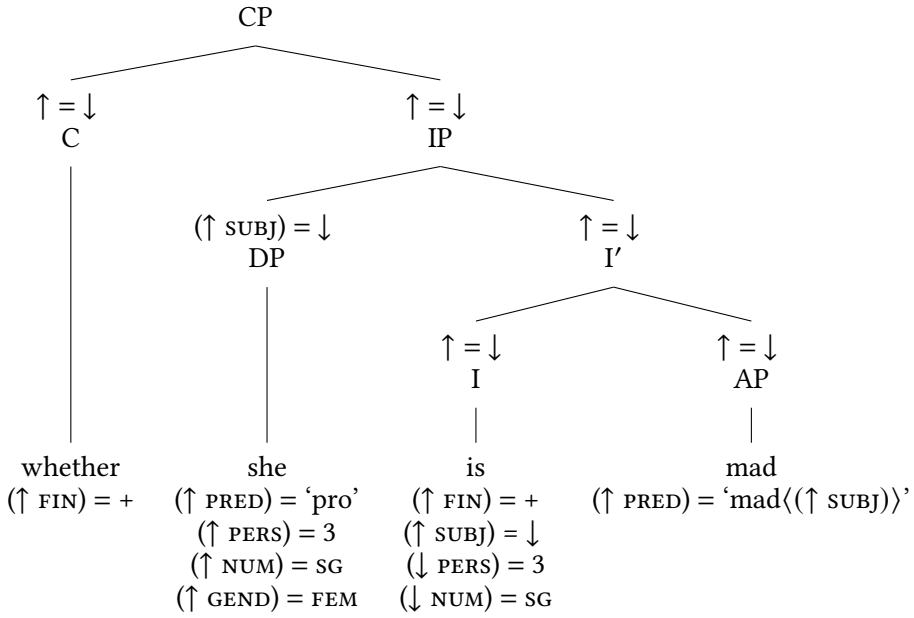 CP
↑ = ↓ ↑ = ↓
C IP
(↑ SUBJ) = ↓ ↑ = ↓
DP I′
↑ = ↓ ↑ = ↓
I AP
whether she is mad
(↑ FIN) = + (↑ PRED) = ‘pro’ (↑ FIN) = + (↑ PRED) = ‘mad⟨(↑ SUBJ)⟩’
(↑ PERS) = 3 (↑ SUBJ) = ↓
(↑ NUM) = SG (↓ PERS) = 3
(↑ GEND) = FEM (↓ NUM) = SG